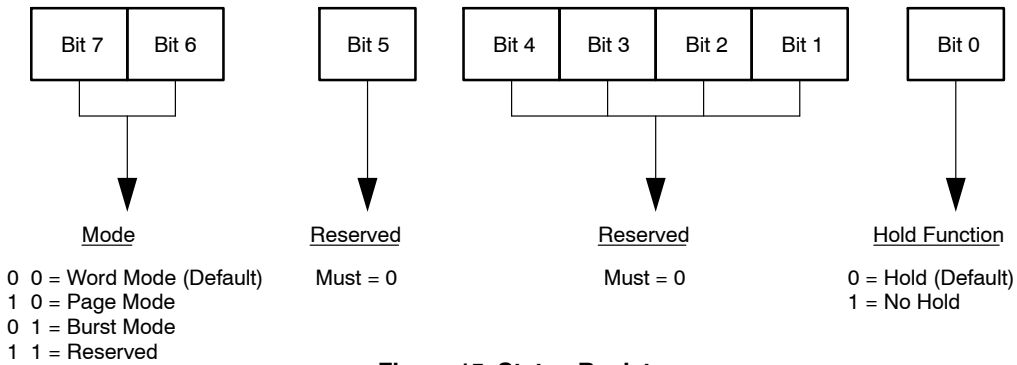 Bit 7 Bit 6 Bit 5 Bit 4 Bit 3 Bit 2 Bit 1 Bit 0
Mode Reserved Reserved Hold Function
0 0 = Word Mode (Default) Must = 0 Must = 0 0 = Hold (Default)
1 0 = Page Mode 1 = No Hold
0 1 = Burst Mode
1 1 = Reserved